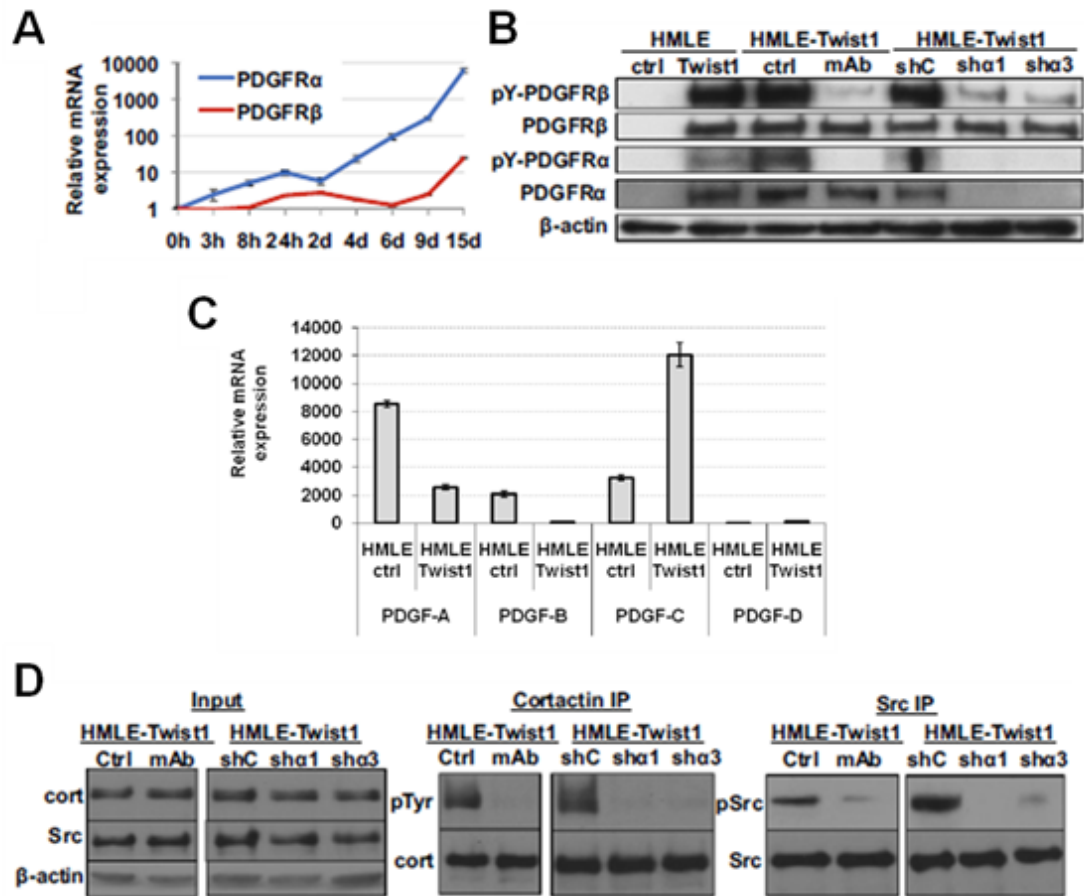 A
Relative mRNA
expression
10000
1000
100
10
1
PDGFRα
PDGFRβ
0h 3h 8h 24h 2d 4d 6d 9d 15d
B
HMLE HMLE-Twist1 HMLE-Twist1
ctrl Twist1 ctrl mAb shC shα1 shα3
pY-PDGFRβ
PDGFRβ
pY-PDGFRα
PDGFRα
β-actin
C
Relative mRNA
expression
14000
12000
10000
8000
6000
4000
2000
0
HMLE HMLE HMLE HMLE HMLE HMLE HMLE HMLE
ctrl Twist1 ctrl Twist1 ctrl Twist1 ctrl Twist1
PDGF-A PDGF-B PDGF-C PDGF-D
D
Input
HMLE-Twist1 HMLE-Twist1
Ctrl mAb shC shα1 shα3
cort
Src
β-actin
Cortactin IP
HMLE-Twist1 HMLE-Twist1
Ctrl mAb shC shα1 shα3
pTyr
cort
Src IP
HMLE-Twist1 HMLE-Twist1
Ctrl mAb shC shα1 shα3
pSrc
Src